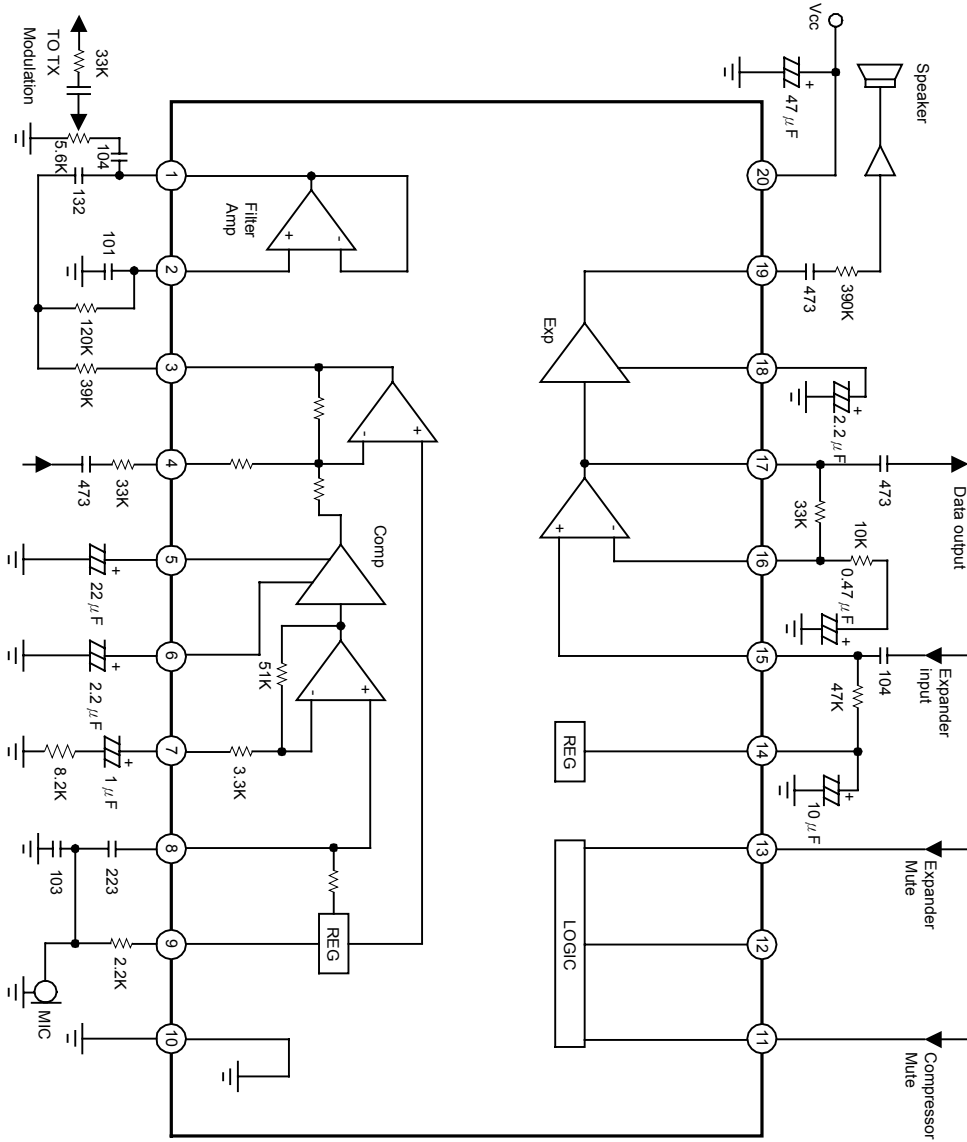 Speaker
Data output
Expander
input
Expander
Mute
Compressor
Mute
10K
104
Vcc
47 μF
390K
473
2.2 μF
473
33K
0.47 μF
47K
10 μF
20
19
18
17
16
15
14
13
12
11
Exp
+
-
REG
LOGIC
+
-
Comp
+
-
Filter
Amp
+
-
51K
3.3K
REG
1
2
3
4
5
6
7
8
9
10
104
5.6K
132
101
120K
39K
33K
473
22 μF
2.2 μF
1 μF
8.2K
223
103
2.2K
MIC
33K
TO TX
Modulation